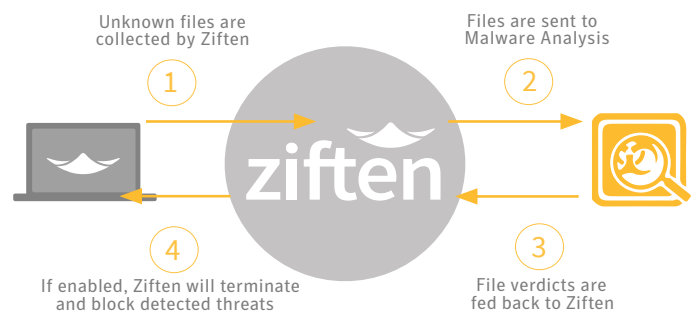 Unknown files are
collected by Ziften
1
Files are sent to
Malware Analysis
2
ziften
4
If enabled, Ziften will terminate
and block detected threats
3
File verdicts are
fed back to Ziften